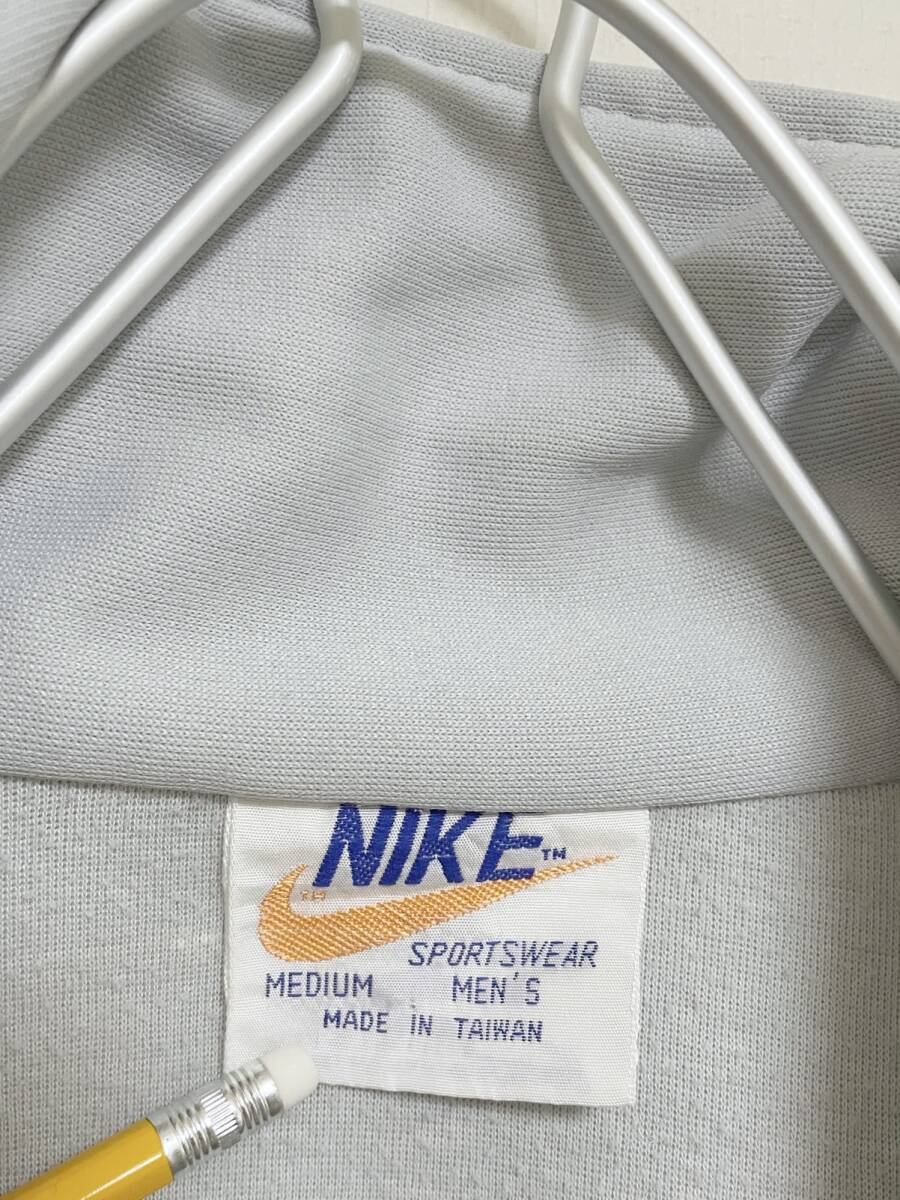 NIKE™
SPORTSWEAR
MEDIUM MEN'S
MADE IN TAIWAN